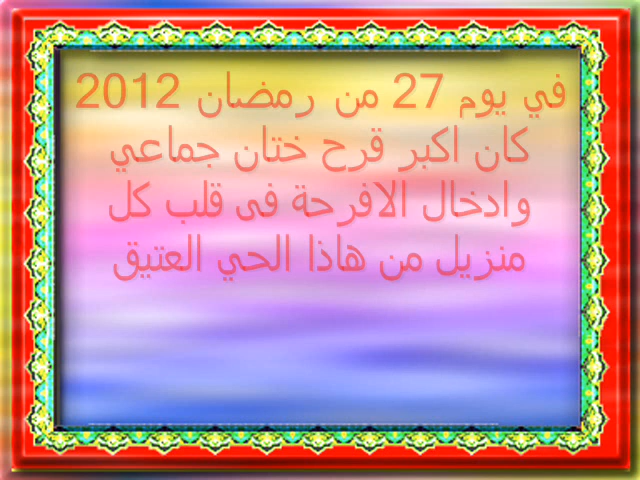 في يوم 27 من رمضان 2012
كان اكبر قرح ختان جماعي
وادخال الافرحة فى قلب كل
منزيل من هاذا الحي العتيق